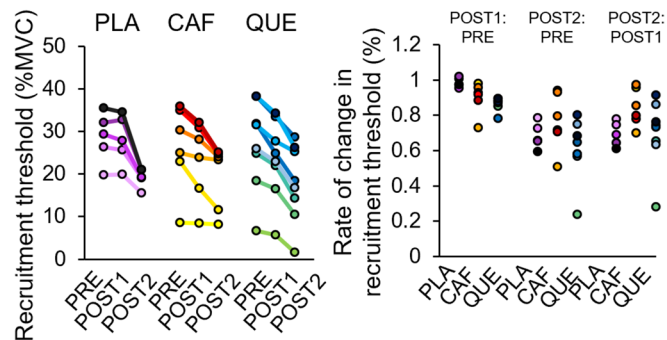 PLA CAF QUE
Recruitment threshold (%MVC)
50
40
30
20
10
0
PRE POST1 POST2 PRE POST1 POST2 PRE POST1 POST2
POST1: PRE
POST2: PRE
POST2: POST1
Rate of change in
recruitment threshold (%)
1.2
1
0.8
0.6
0.4
0.2
0
PLA CAF QUE PLA CAF QUE PLA CAF QUE